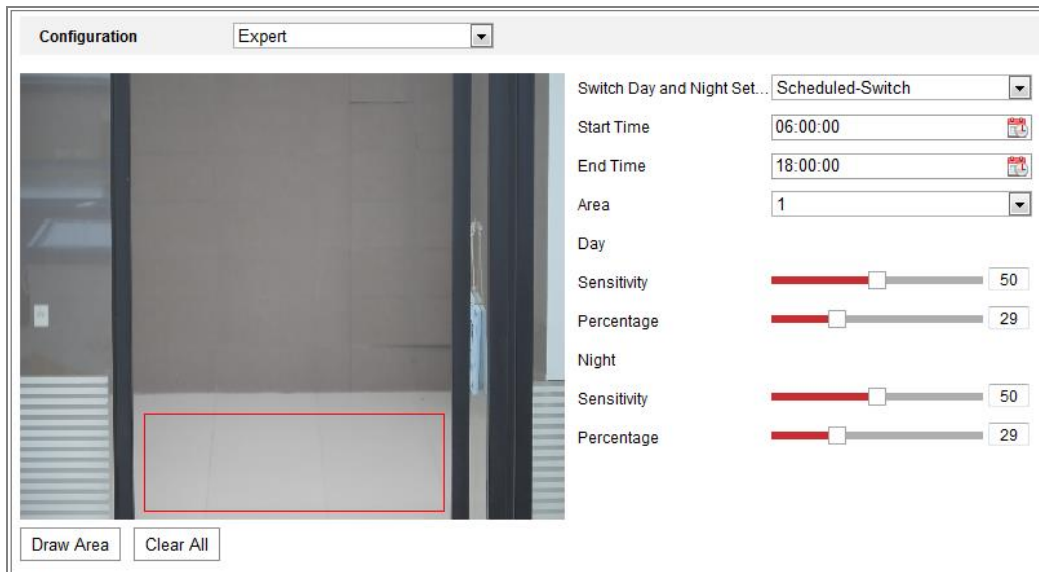 Configuration Expert
Switch Day and Night Set... Scheduled-Switch
Start Time 06:00:00
End Time 18:00:00
Area 1
Day
Sensitivity 50
Percentage 29
Night
Sensitivity 50
Percentage 29
Draw Area Clear All